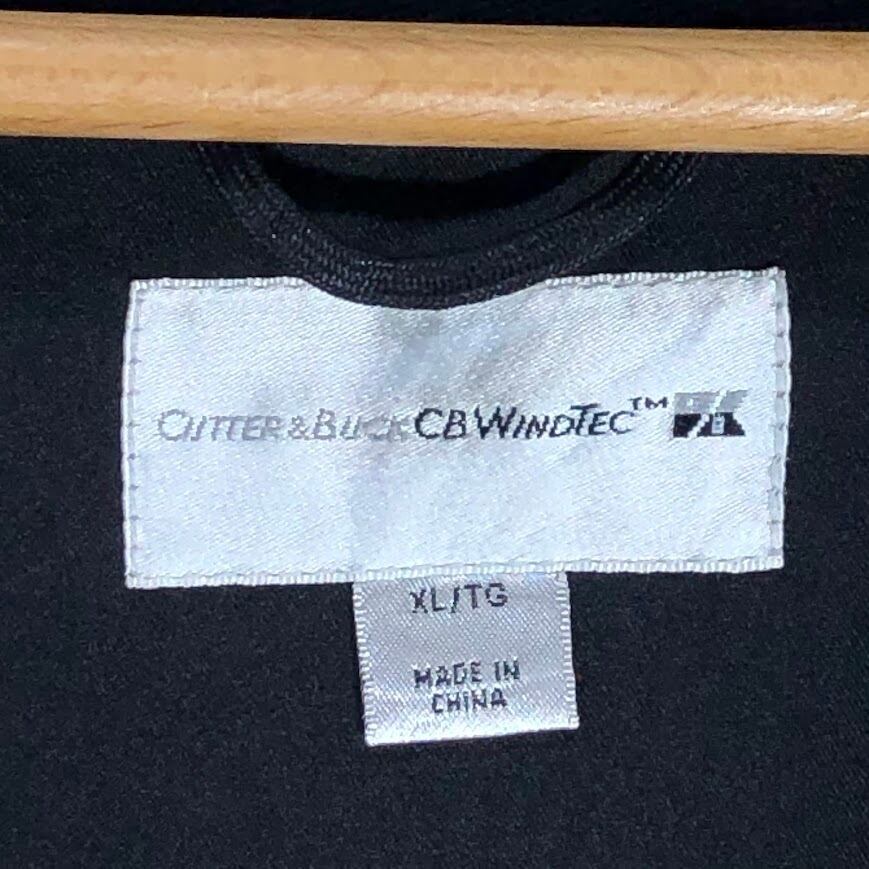 CUTTER & BUCK CB WINDTEC™
XL/TG
MADE IN
CHINA